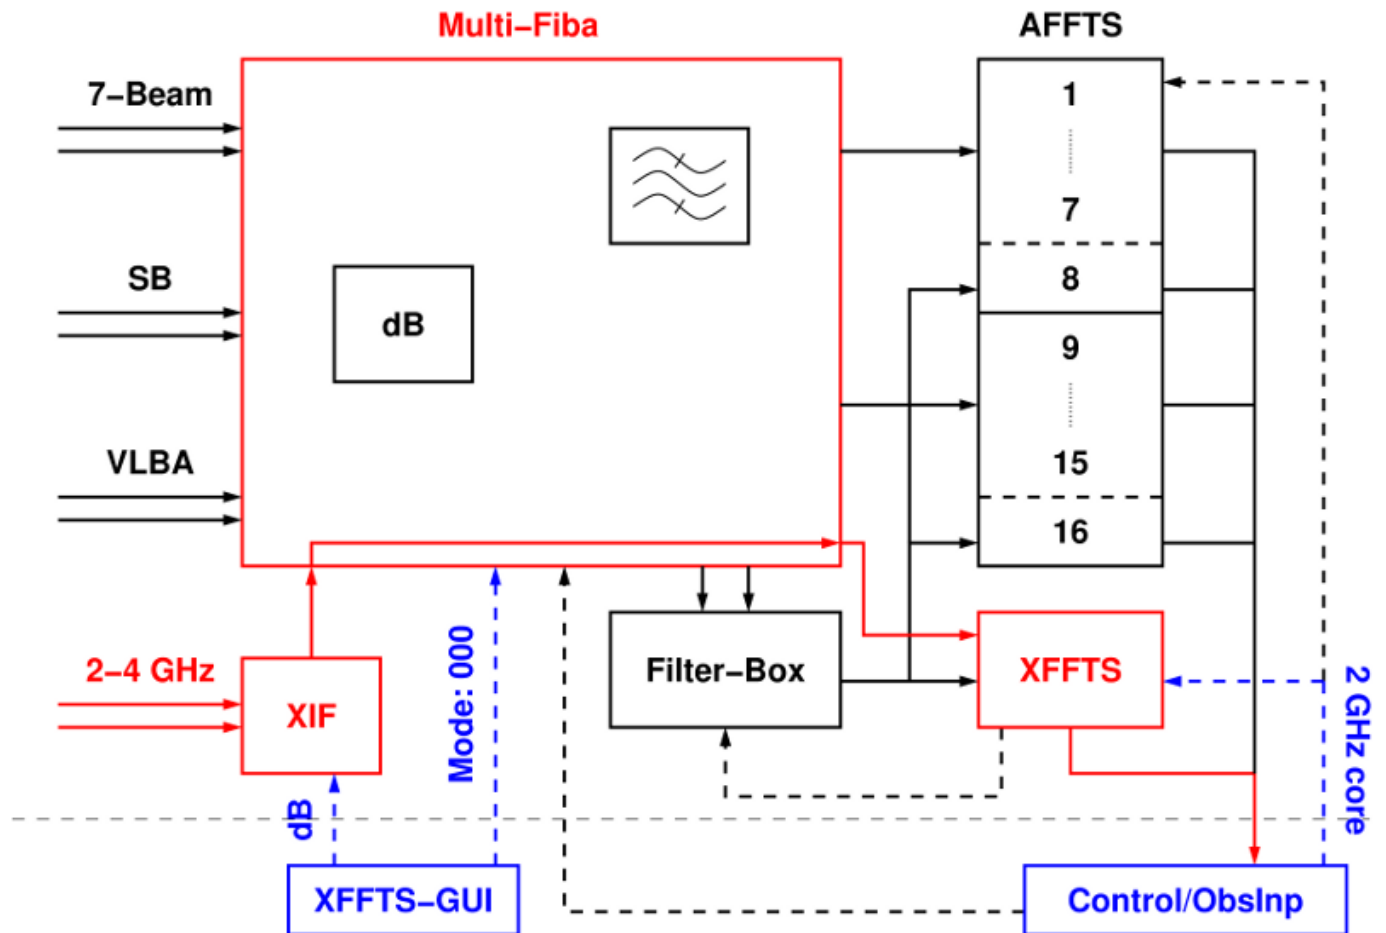 Multi–Fiba
AFFTS
7–Beam
1
7
SB
8
dB
9
VLBA
15
16
2–4 GHz
XIF
Mode: 000
Filter–Box
XFFTS
2 GHz core
dB
XFFTS–GUI
Control/ObsInp